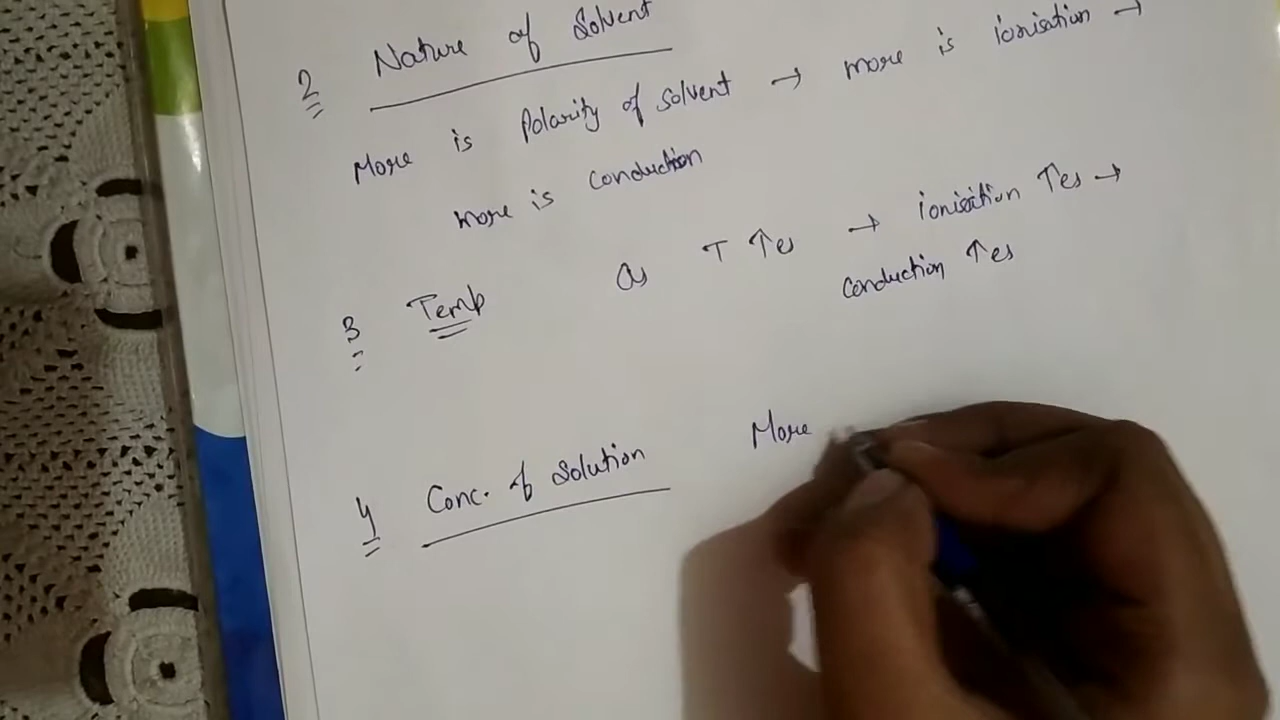 2 Nature of Solvent
More is Polarity of solvent → more is ionisation →
more is conduction
3 Temp as T ↑es → ionisition ↑es →
conduction ↑es
4 Conc. of Solution More